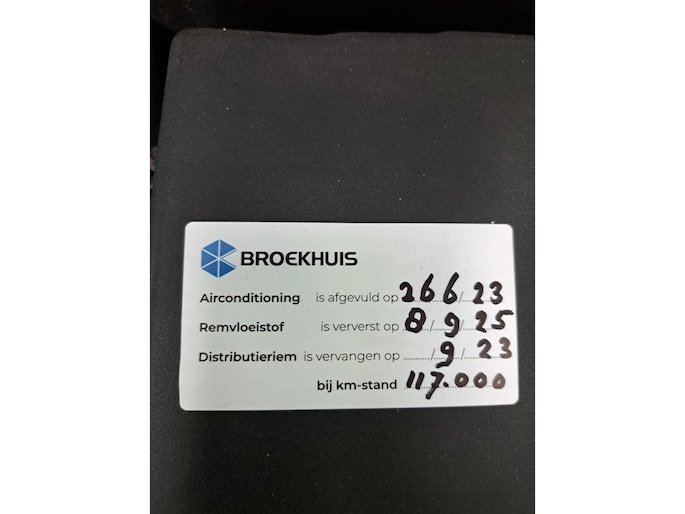 BROEKHUIS
Airconditioning is afgevuld op 26/6/23
Remvloeistof is ververst op 8/9/25
Distributieriem is vervangen op ....../9/23
bij km-stand 117.000